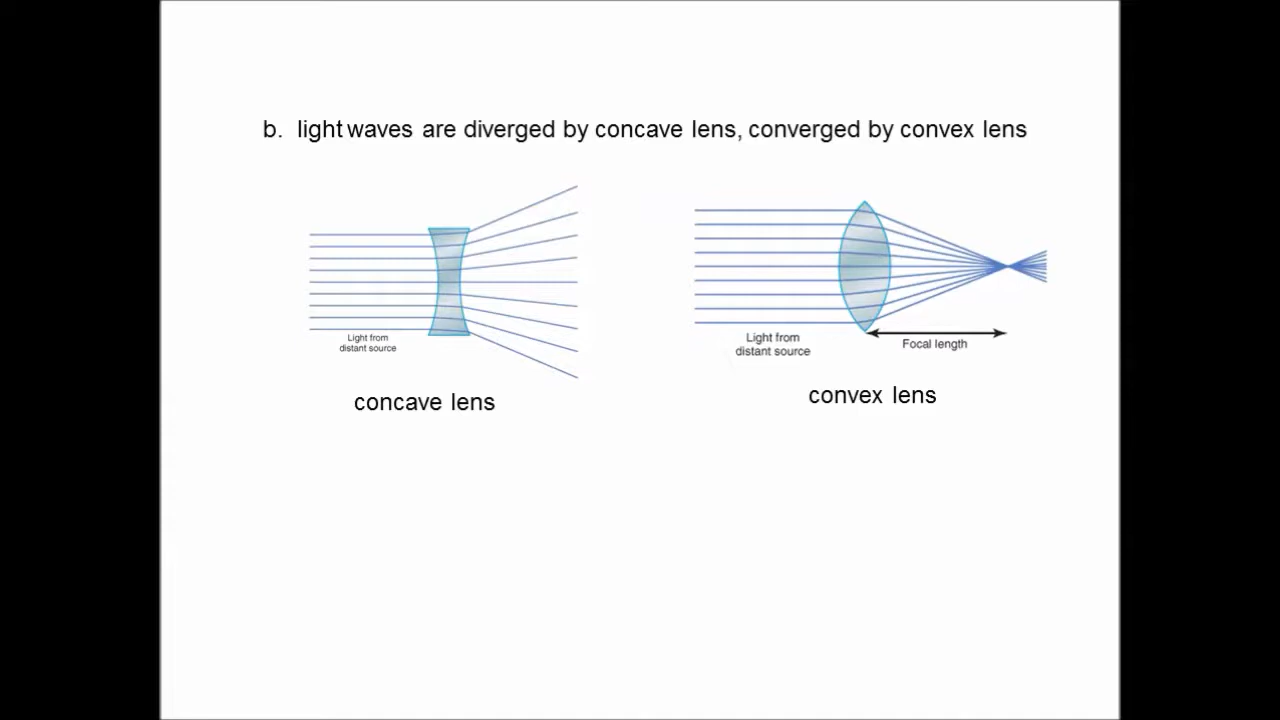 b. light waves are diverged by concave lens, converged by convex lens
Light from
distant source
concave lens
Light from
distant source
Focal length
convex lens